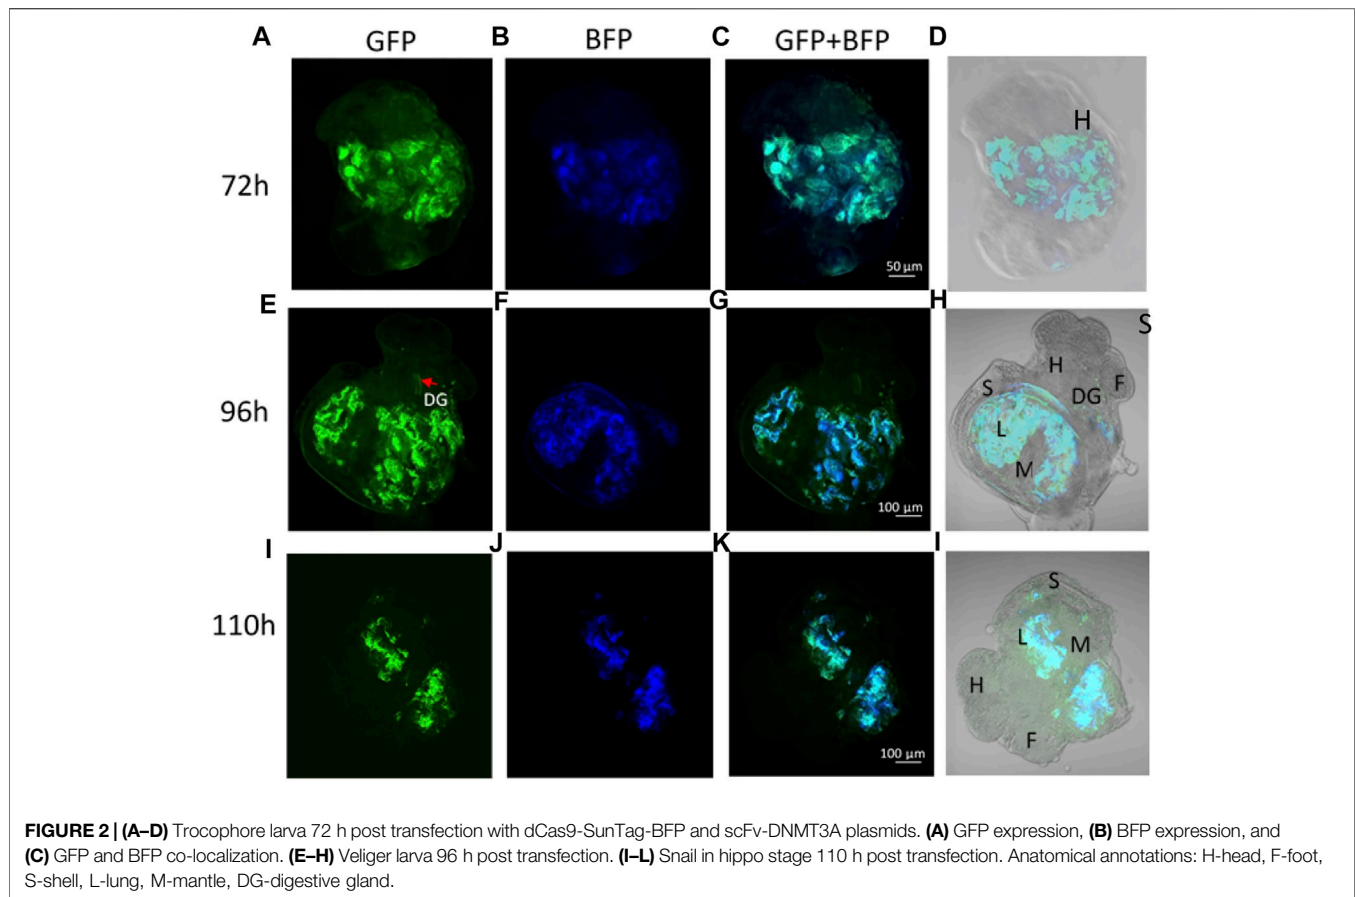 A GFP B BFP C GFP+BFP D
H
72h
50 µm
E F G H
S
H
S F
DG
DG
96h
L
M
100 µm
I J K I
S
110h
L M
H
F
100 µm
FIGURE 2 | (A–D) Trocophore larva 72 h post transfection with dCas9-SunTag-BFP and scFv-DNMT3A plasmids. (A) GFP expression, (B) BFP expression, and
(C) GFP and BFP co-localization. (E–H) Veliger larva 96 h post transfection. (I–L) Snail in hippo stage 110 h post transfection. Anatomical annotations: H-head, F-foot,
S-shell, L-lung, M-mantle, DG-digestive gland.